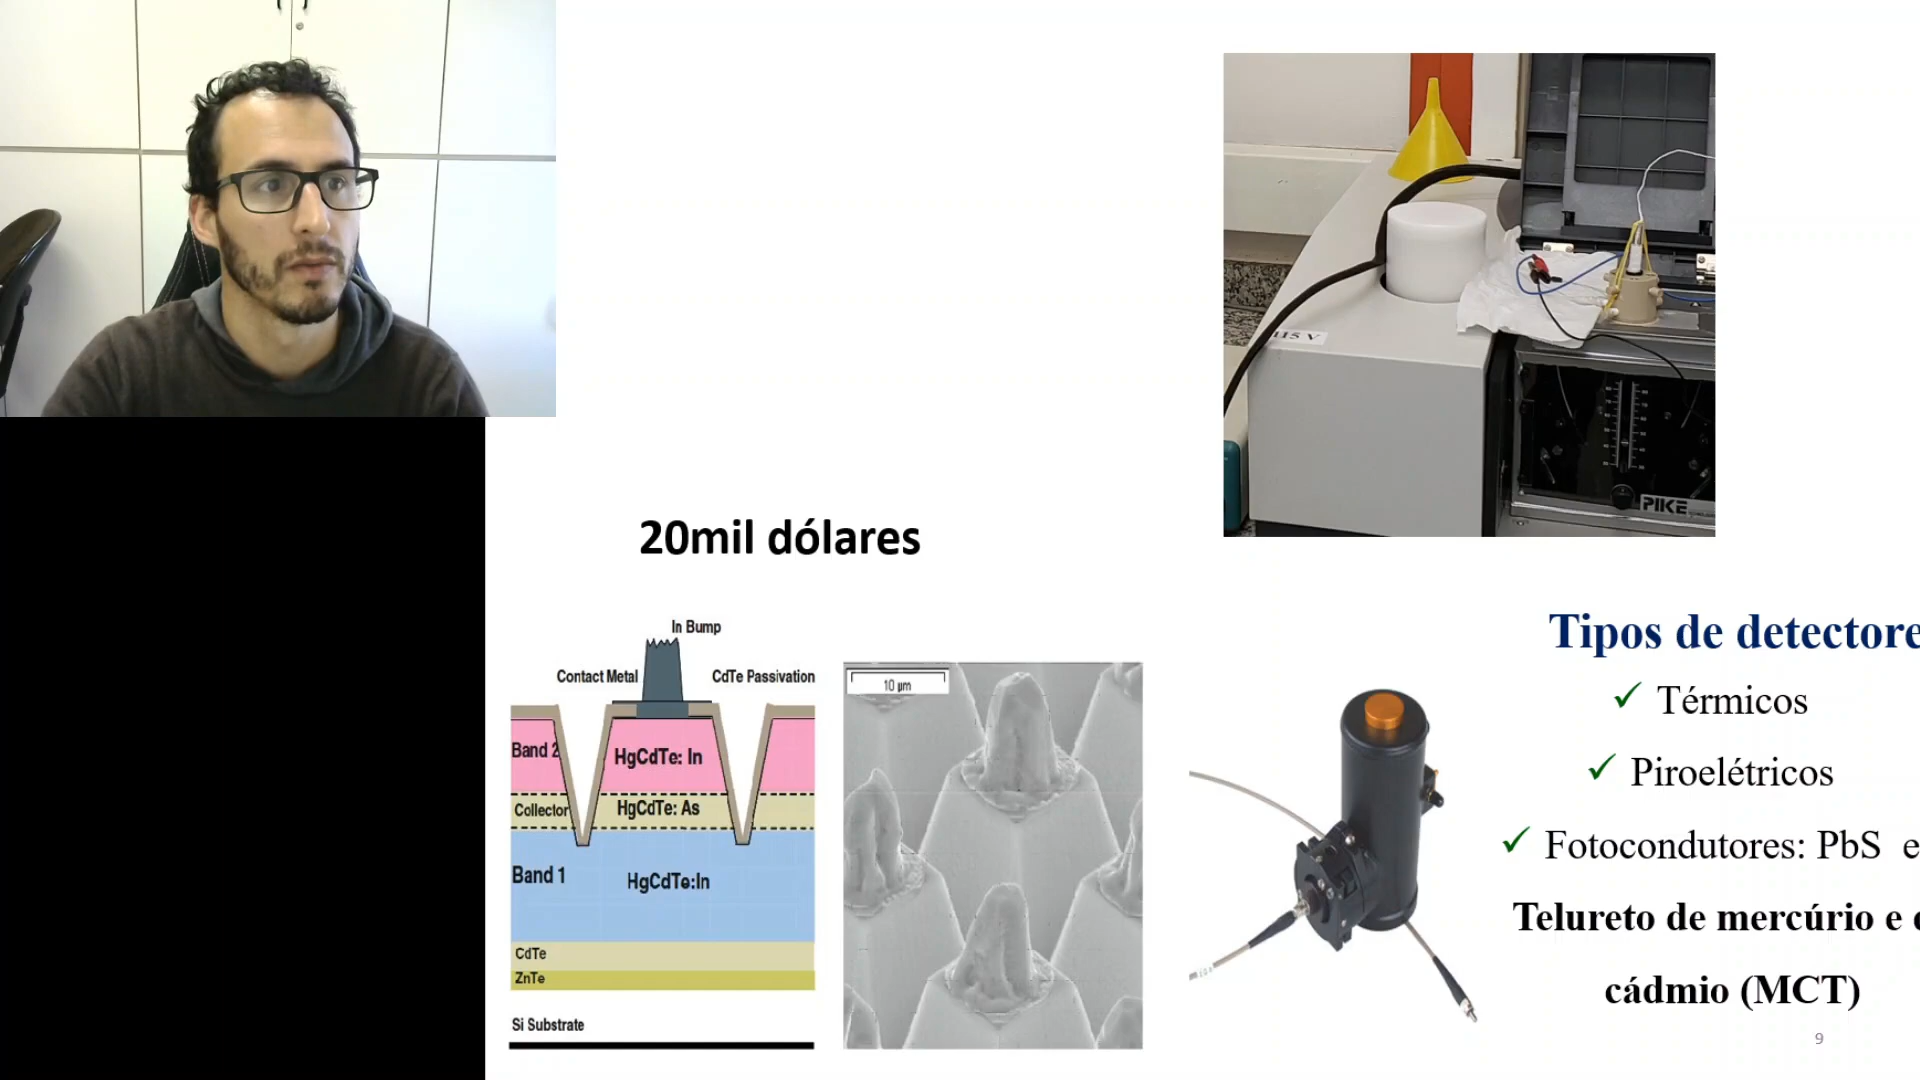 115 V
PIKE
20mil dólares
In Bump
Contact Metal
CdTe Passivation
Band 2
HgCdTe: In
Collector
HgCdTe: As
Band 1
HgCdTe:In
CdTe
ZnTe
Si Substrate
10 µm
Tipos de detectore
✓ Térmicos
✓ Piroelétricos
✓ Fotocondutores: PbS e
Telureto de mercúrio e
cádmio (MCT)
9